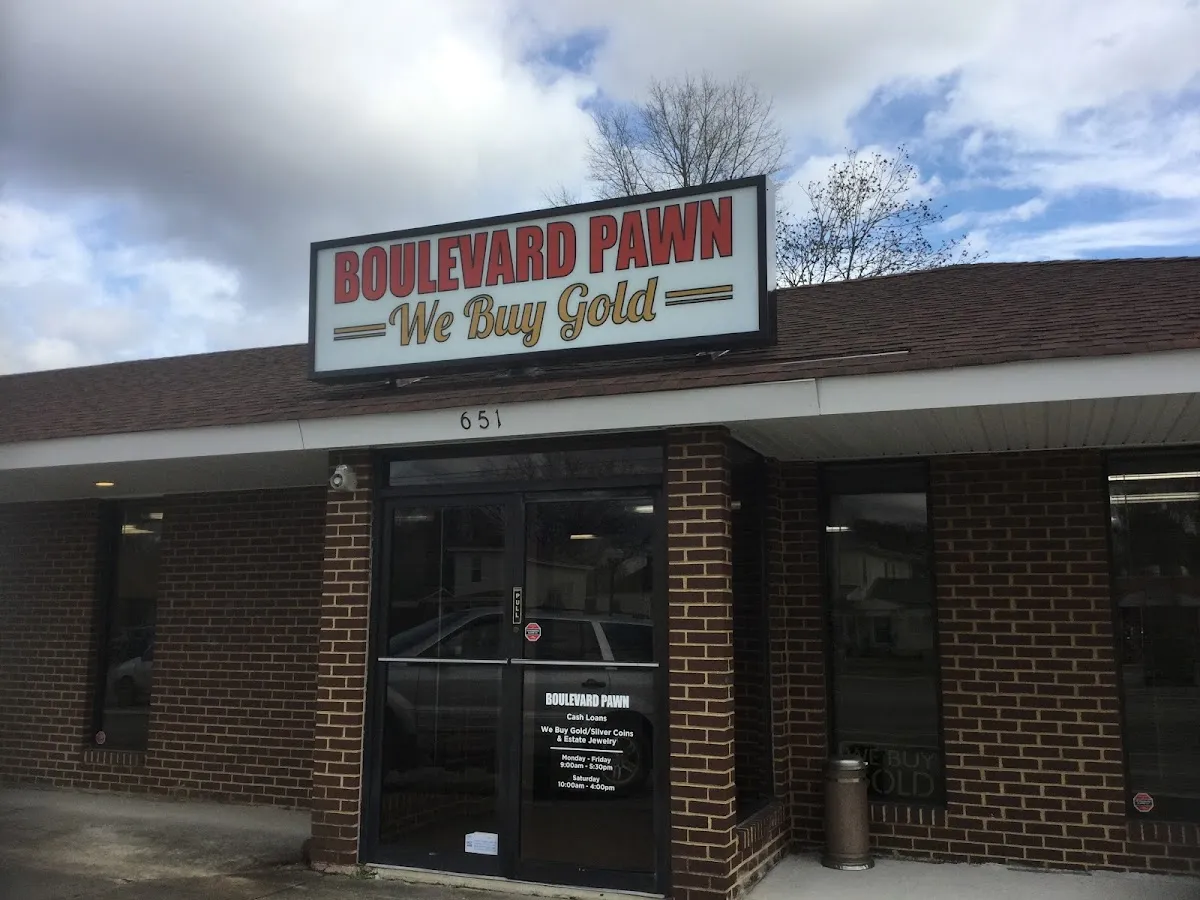 BOULEVARD PAWN
We Buy Gold
651
PULL
BOULEVARD PAWN
Cash Loans
We Buy Gold/Silver Coins
& Estate Jewelry
Monday - Friday
9:00am - 5:30pm
Saturday
10:00am - 4:00pm
WE BUY
GOLD